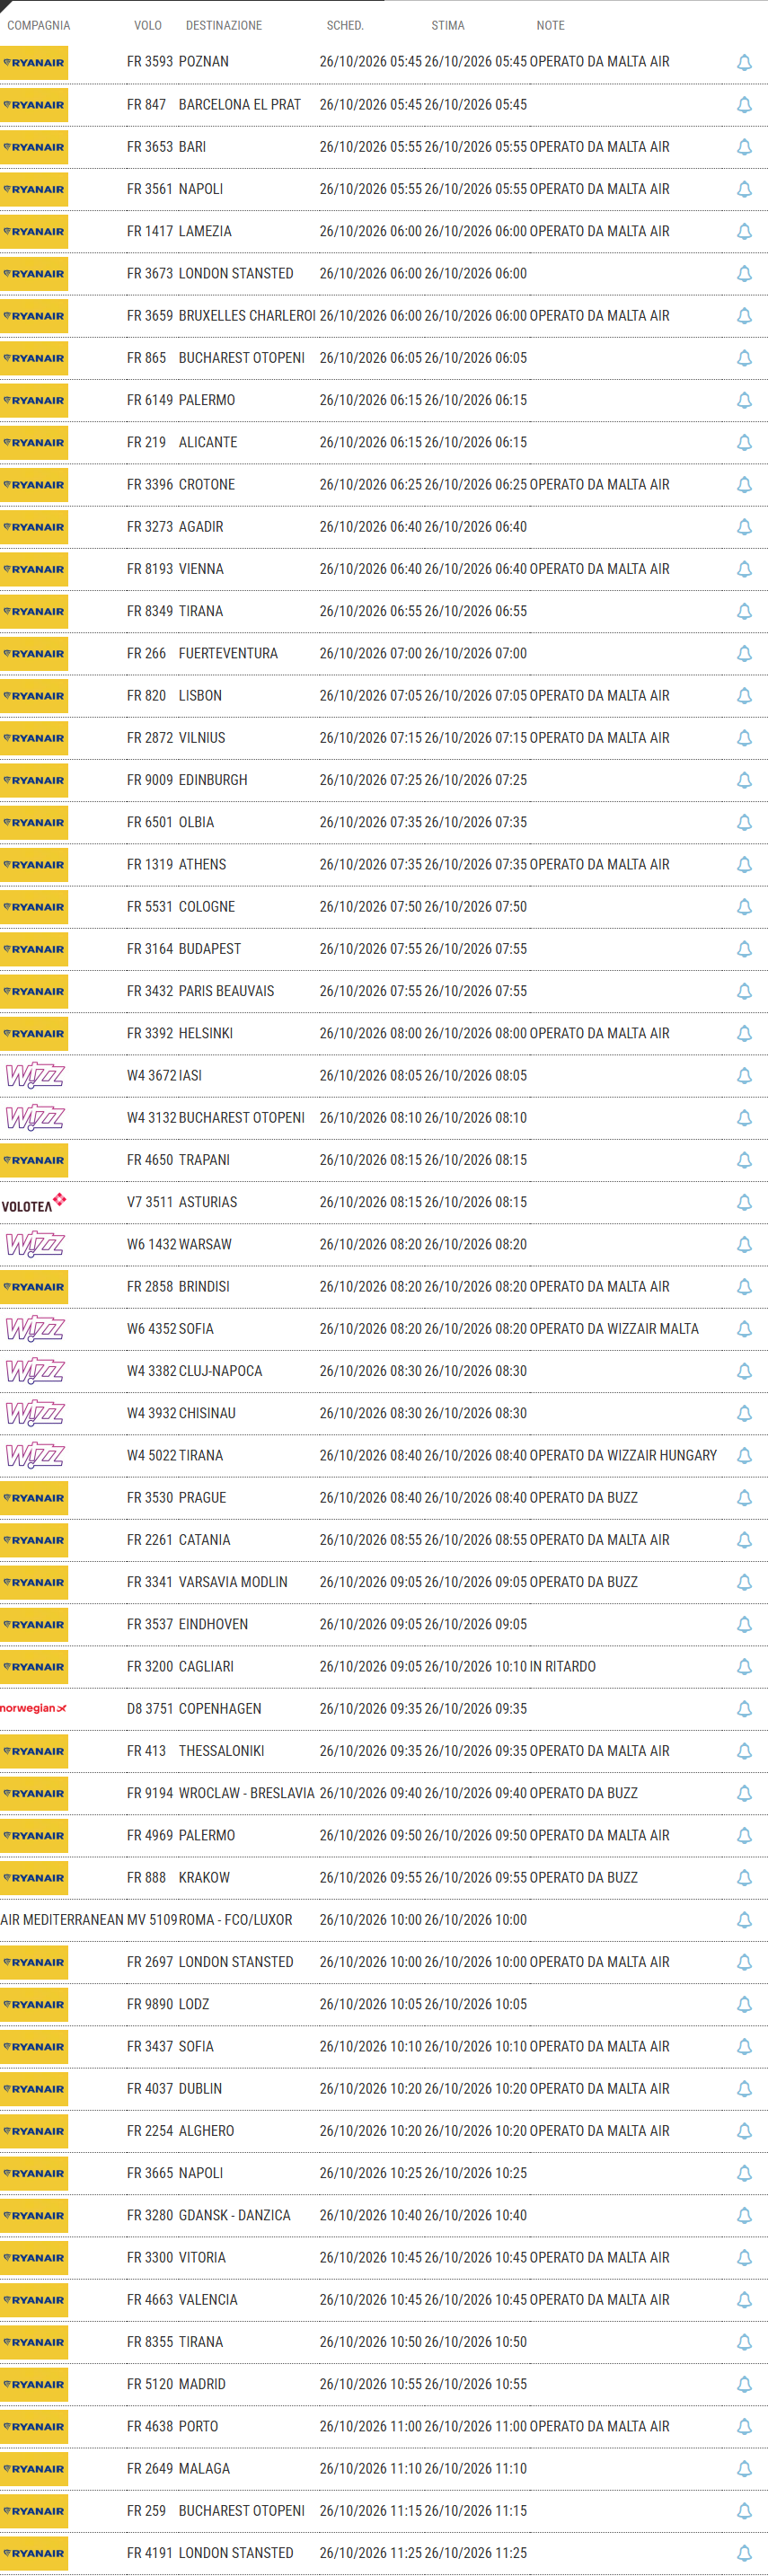 COMPAGNIA VOLO DESTINAZIONE SCHED. STIMA NOTE
RYANAIR FR 3593 POZNAN 26/10/2026 05:45 26/10/2026 05:45 OPERATO DA MALTA AIR
RYANAIR FR 847 BARCELONA EL PRAT 26/10/2026 05:45 26/10/2026 05:45
RYANAIR FR 3653 BARI 26/10/2026 05:55 26/10/2026 05:55 OPERATO DA MALTA AIR
RYANAIR FR 3561 NAPOLI 26/10/2026 05:55 26/10/2026 05:55 OPERATO DA MALTA AIR
RYANAIR FR 1417 LAMEZIA 26/10/2026 06:00 26/10/2026 06:00 OPERATO DA MALTA AIR
RYANAIR FR 3673 LONDON STANSTED 26/10/2026 06:00 26/10/2026 06:00
RYANAIR FR 3659 BRUXELLES CHARLEROI 26/10/2026 06:00 26/10/2026 06:00 OPERATO DA MALTA AIR
RYANAIR FR 865 BUCHAREST OTOPENI 26/10/2026 06:05 26/10/2026 06:05
RYANAIR FR 6149 PALERMO 26/10/2026 06:15 26/10/2026 06:15
RYANAIR FR 219 ALICANTE 26/10/2026 06:15 26/10/2026 06:15
RYANAIR FR 3396 CROTONE 26/10/2026 06:25 26/10/2026 06:25 OPERATO DA MALTA AIR
RYANAIR FR 3273 AGADIR 26/10/2026 06:40 26/10/2026 06:40
RYANAIR FR 8193 VIENNA 26/10/2026 06:40 26/10/2026 06:40 OPERATO DA MALTA AIR
RYANAIR FR 8349 TIRANA 26/10/2026 06:55 26/10/2026 06:55
RYANAIR FR 266 FUERTEVENTURA 26/10/2026 07:00 26/10/2026 07:00
RYANAIR FR 820 LISBON 26/10/2026 07:05 26/10/2026 07:05 OPERATO DA MALTA AIR
RYANAIR FR 2872 VILNIUS 26/10/2026 07:15 26/10/2026 07:15 OPERATO DA MALTA AIR
RYANAIR FR 9009 EDINBURGH 26/10/2026 07:25 26/10/2026 07:25
RYANAIR FR 6501 OLBIA 26/10/2026 07:35 26/10/2026 07:35
RYANAIR FR 1319 ATHENS 26/10/2026 07:35 26/10/2026 07:35 OPERATO DA MALTA AIR
RYANAIR FR 5531 COLOGNE 26/10/2026 07:50 26/10/2026 07:50
RYANAIR FR 3164 BUDAPEST 26/10/2026 07:55 26/10/2026 07:55
RYANAIR FR 3432 PARIS BEAUVAIS 26/10/2026 07:55 26/10/2026 07:55
RYANAIR FR 3392 HELSINKI 26/10/2026 08:00 26/10/2026 08:00 OPERATO DA MALTA AIR
WIZZ W4 3672 IASI 26/10/2026 08:05 26/10/2026 08:05
WIZZ W4 3132 BUCHAREST OTOPENI 26/10/2026 08:10 26/10/2026 08:10
RYANAIR FR 4650 TRAPANI 26/10/2026 08:15 26/10/2026 08:15
VOLOTEA V7 3511 ASTURIAS 26/10/2026 08:15 26/10/2026 08:15
WIZZ W6 1432 WARSAW 26/10/2026 08:20 26/10/2026 08:20
RYANAIR FR 2858 BRINDISI 26/10/2026 08:20 26/10/2026 08:20 OPERATO DA MALTA AIR
WIZZ W6 4352 SOFIA 26/10/2026 08:20 26/10/2026 08:20 OPERATO DA WIZZAIR MALTA
WIZZ W4 3382 CLUJ-NAPOCA 26/10/2026 08:30 26/10/2026 08:30
WIZZ W4 3932 CHISINAU 26/10/2026 08:30 26/10/2026 08:30
WIZZ W4 5022 TIRANA 26/10/2026 08:40 26/10/2026 08:40 OPERATO DA WIZZAIR HUNGARY
RYANAIR FR 3530 PRAGUE 26/10/2026 08:40 26/10/2026 08:40 OPERATO DA BUZZ
RYANAIR FR 2261 CATANIA 26/10/2026 08:55 26/10/2026 08:55 OPERATO DA MALTA AIR
RYANAIR FR 3341 VARSAVIA MODLIN 26/10/2026 09:05 26/10/2026 09:05 OPERATO DA BUZZ
RYANAIR FR 3537 EINDHOVEN 26/10/2026 09:05 26/10/2026 09:05
RYANAIR FR 3200 CAGLIARI 26/10/2026 09:05 26/10/2026 10:10 IN RITARDO
norwegian D8 3751 COPENHAGEN 26/10/2026 09:35 26/10/2026 09:35
RYANAIR FR 413 THESSALONIKI 26/10/2026 09:35 26/10/2026 09:35 OPERATO DA MALTA AIR
RYANAIR FR 9194 WROCLAW - BRESLAVIA 26/10/2026 09:40 26/10/2026 09:40 OPERATO DA BUZZ
RYANAIR FR 4969 PALERMO 26/10/2026 09:50 26/10/2026 09:50 OPERATO DA MALTA AIR
RYANAIR FR 888 KRAKOW 26/10/2026 09:55 26/10/2026 09:55 OPERATO DA BUZZ
AIR MEDITERRANEAN MV 5109 ROMA - FCO/LUXOR 26/10/2026 10:00 26/10/2026 10:00
RYANAIR FR 2697 LONDON STANSTED 26/10/2026 10:00 26/10/2026 10:00 OPERATO DA MALTA AIR
RYANAIR FR 9890 LODZ 26/10/2026 10:05 26/10/2026 10:05
RYANAIR FR 3437 SOFIA 26/10/2026 10:10 26/10/2026 10:10 OPERATO DA MALTA AIR
RYANAIR FR 4037 DUBLIN 26/10/2026 10:20 26/10/2026 10:20 OPERATO DA MALTA AIR
RYANAIR FR 2254 ALGHERO 26/10/2026 10:20 26/10/2026 10:20 OPERATO DA MALTA AIR
RYANAIR FR 3665 NAPOLI 26/10/2026 10:25 26/10/2026 10:25
RYANAIR FR 3280 GDANSK - DANZICA 26/10/2026 10:40 26/10/2026 10:40
RYANAIR FR 3300 VITORIA 26/10/2026 10:45 26/10/2026 10:45 OPERATO DA MALTA AIR
RYANAIR FR 4663 VALENCIA 26/10/2026 10:45 26/10/2026 10:45 OPERATO DA MALTA AIR
RYANAIR FR 8355 TIRANA 26/10/2026 10:50 26/10/2026 10:50
RYANAIR FR 5120 MADRID 26/10/2026 10:55 26/10/2026 10:55
RYANAIR FR 4638 PORTO 26/10/2026 11:00 26/10/2026 11:00 OPERATO DA MALTA AIR
RYANAIR FR 2649 MALAGA 26/10/2026 11:10 26/10/2026 11:10
RYANAIR FR 259 BUCHAREST OTOPENI 26/10/2026 11:15 26/10/2026 11:15
RYANAIR FR 4191 LONDON STANSTED 26/10/2026 11:25 26/10/2026 11:25